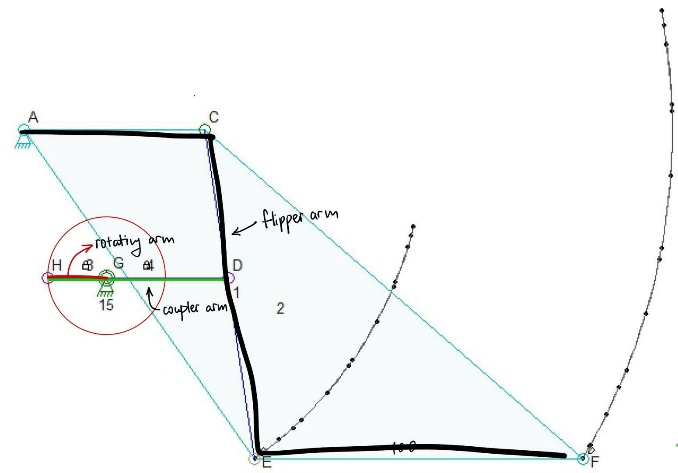 A
C
flipper arm
rotating arm
H
G
D
15
1
coupler arm
2
E
F